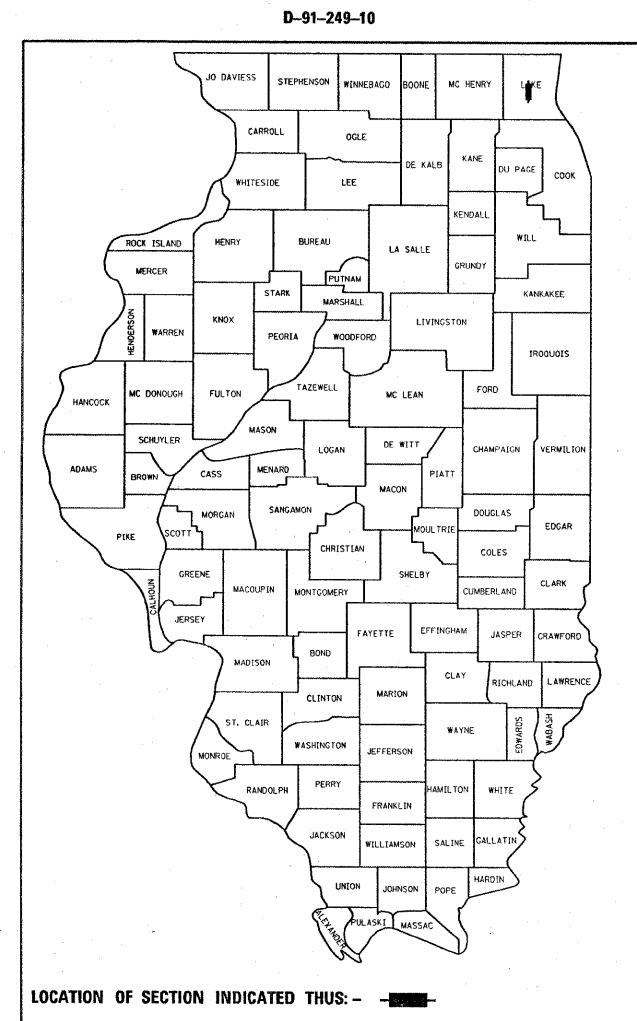 D-91-249-10
JO DAVIESS
STEPHENSON
WINNEBAGO
BOONE
MC HENRY
LAKE
CARROLL
OGLE
DE KALB
KANE
DU PAGE
COOK
WHITESIDE
LEE
KENDALL
WILL
ROCK ISLAND
HENRY
BUREAU
LA SALLE
GRUNDY
MERCER
PUTNAM
STARK
MARSHALL
KANKAKEE
HENDERSON
WARREN
KNOX
PEORIA
WOODFORD
LIVINGSTON
IROQUOIS
HANCOCK
MC DONOUGH
FULTON
TAZEWELL
MC LEAN
FORD
MASON
SCHUYLER
LOGAN
DE WITT
CHAMPAIGN
VERMILION
ADAMS
BROWN
CASS
MENARD
PIATT
MACON
PIKE
SCOTT
MORGAN
SANGAMON
CHRISTIAN
MOULTRIE
DOUGLAS
EDGAR
COLES
CALHOUN
GREENE
MACOUPIN
MONTGOMERY
SHELBY
CUMBERLAND
CLARK
JERSEY
FAYETTE
EFFINGHAM
JASPER
CRAWFORD
MADISON
BOND
CLAY
RICHLAND
LAWRENCE
CLINTON
MARION
ST. CLAIR
WAYNE
EDWARDS
WABASH
MONROE
WASHINGTON
JEFFERSON
RANDOLPH
PERRY
HAMILTON
WHITE
FRANKLIN
JACKSON
WILLIAMSON
SALINE
GALLATIN
UNION
JOHNSON
POPE
HARDIN
ALEXANDER
PULASKI
MASSAC
LOCATION OF SECTION INDICATED THUS: -